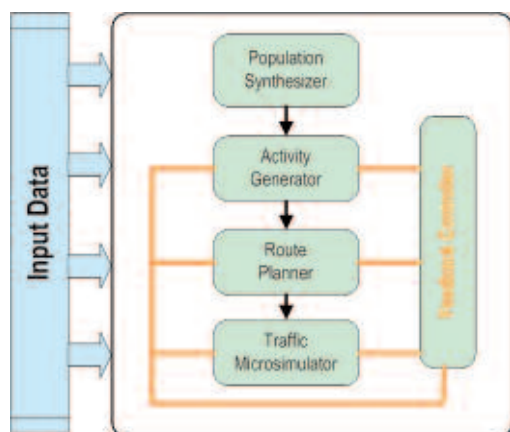 Input Data
Population
Synthesizer
Activity
Generator
Route
Planner
Traffic
Microsimulator